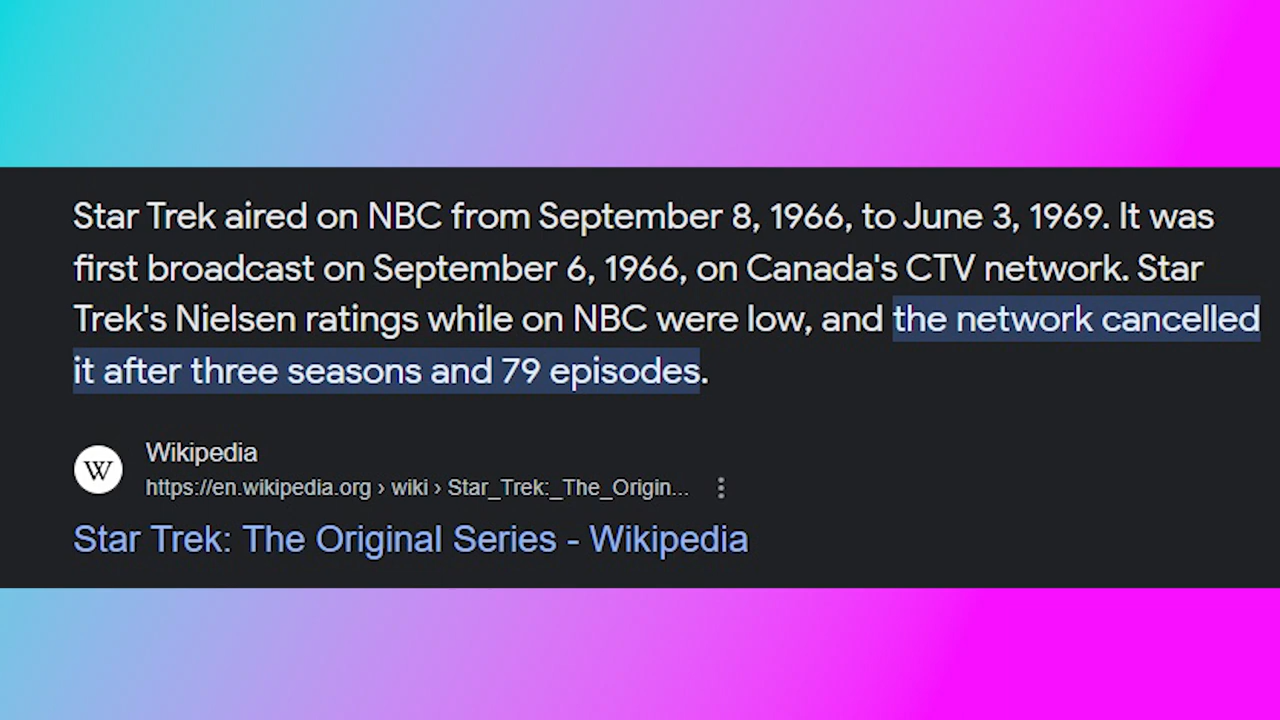 Star Trek aired on NBC from September 8, 1966, to June 3, 1969. It was
first broadcast on September 6, 1966, on Canada's CTV network. Star
Trek's Nielsen ratings while on NBC were low, and the network cancelled
it after three seasons and 79 episodes.
W
Wikipedia
https://en.wikipedia.org › wiki › Star_Trek:_The_Origin...
Star Trek: The Original Series - Wikipedia